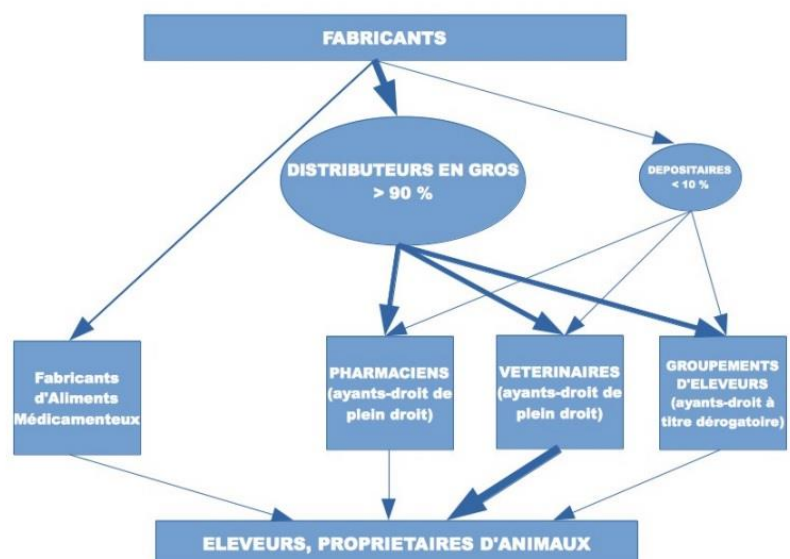 FABRICANTS
DISTRIBUTEURS EN GROS
> 90 %
DEPOSITAIRES
< 10 %
Fabricants
d'Aliments
Médicamenteux
PHARMACIENS
(ayants-droit de
plein droit)
VETERINAIRES
(ayants-droit de
plein droit)
GROUPEMENTS
D'ELEVEURS
(ayants-droit à
titre dérogatoire)
ELEVEURS, PROPRIETAIRES D'ANIMAUX